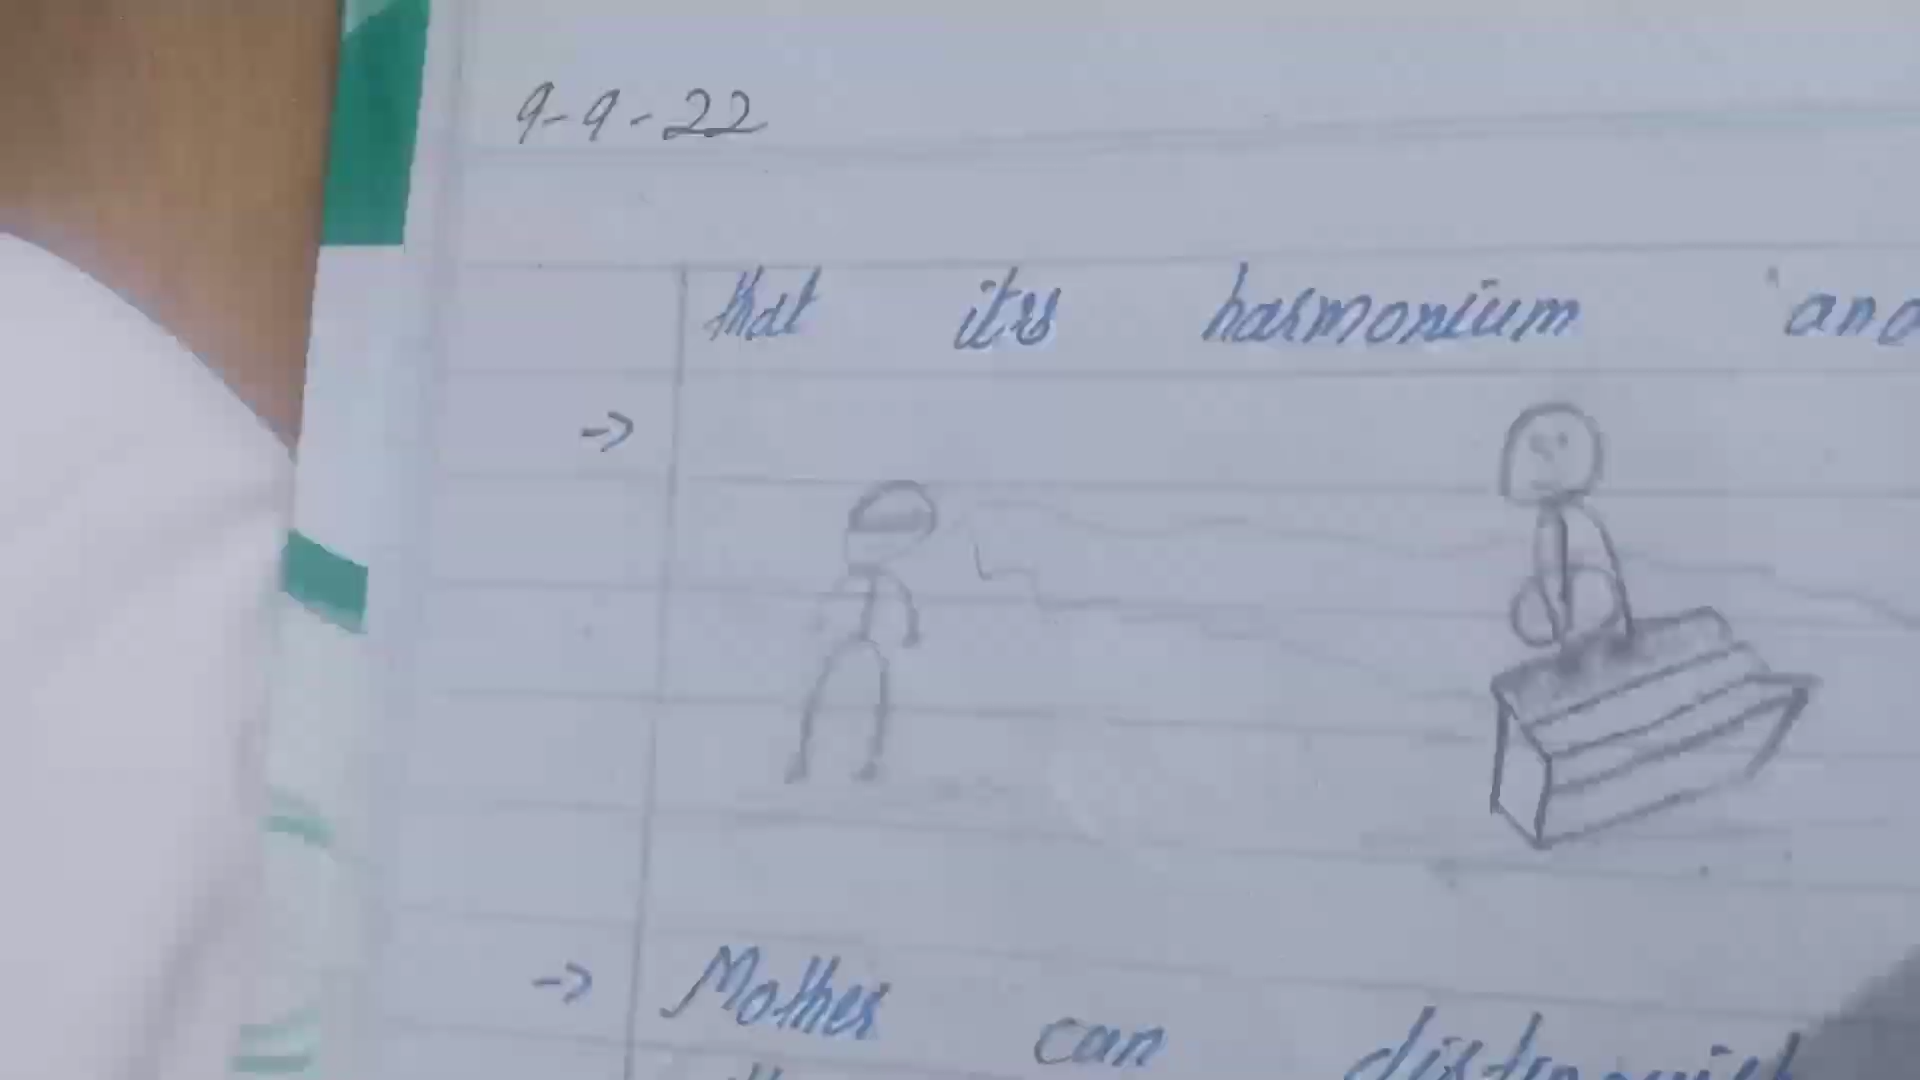 9-9-22
that its harmonium and
->
-> Mother can